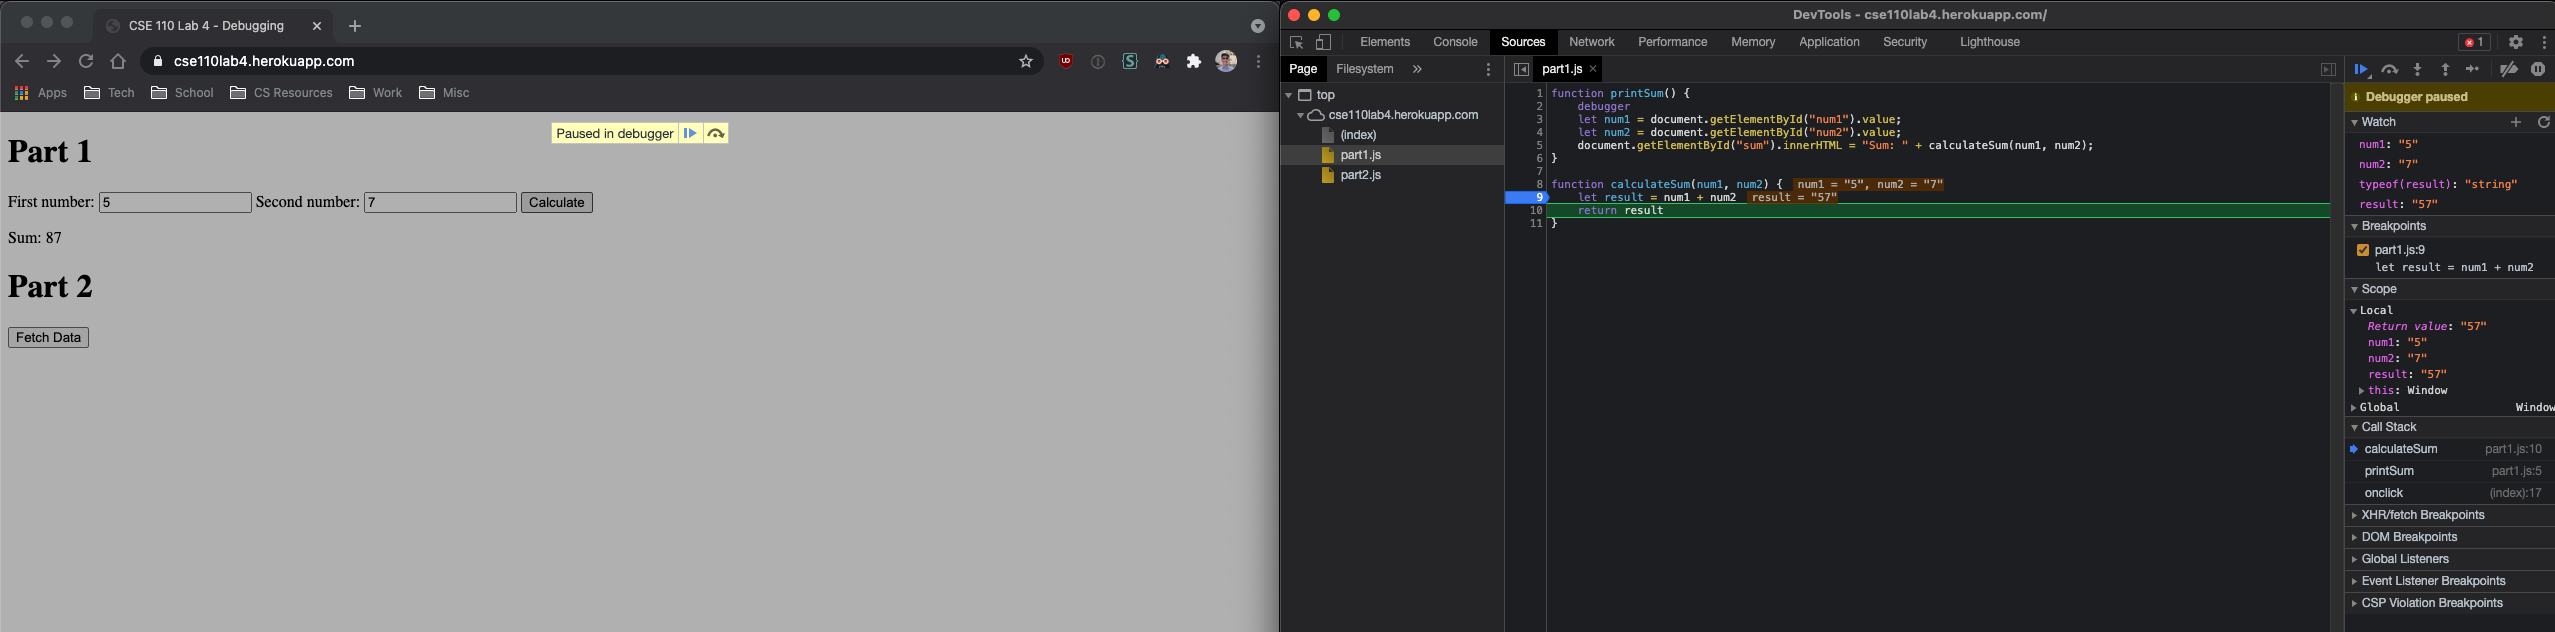 CSE 110 Lab 4 - Debugging
cse110lab4.herokuapp.com
Apps Tech School CS Resources Work Misc
Paused in debugger
Part 1
First number: 5 Second number: 7 Calculate
Sum: 87
Part 2
Fetch Data
DevTools - cse110lab4.herokuapp.com/
Elements Console Sources Network Performance Memory Application Security Lighthouse 1
Page Filesystem »
top
cse110lab4.herokuapp.com
(index)
part1.js
part2.js
part1.js
1 function printSum() {
2 debugger
3 let num1 = document.getElementById("num1").value;
4 let num2 = document.getElementById("num2").value;
5 document.getElementById("sum").innerHTML = "Sum: " + calculateSum(num1, num2);
6 }
7
8 function calculateSum(num1, num2) { num1 = "5", num2 = "7"
9 let result = num1 + num2 result = "57"
10 return result
11 }
Debugger paused
Watch
num1: "5"
num2: "7"
typeof(result): "string"
result: "57"
Breakpoints
part1.js:9
let result = num1 + num2
Scope
Local
Return value: "57"
num1: "5"
num2: "7"
result: "57"
this: Window
Global Window
Call Stack
calculateSum part1.js:10
printSum part1.js:5
onclick (index):17
XHR/fetch Breakpoints
DOM Breakpoints
Global Listeners
Event Listener Breakpoints
CSP Violation Breakpoints